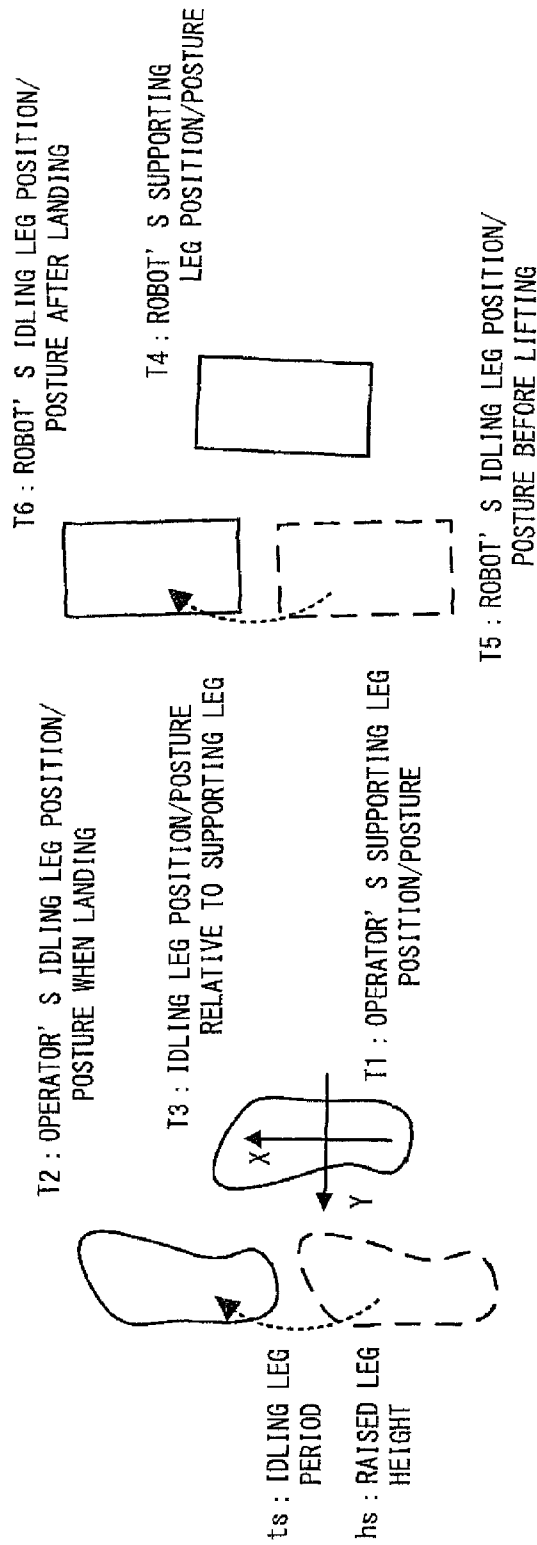 T2 : OPERATOR' S IDLING LEG POSITION/
POSTURE WHEN LANDING
T6 : ROBOT' S IDLING LEG POSITION/
POSTURE AFTER LANDING
T3 : IDLING LEG POSITION/POSTURE
RELATIVE TO SUPPORTING LEG
T4 : ROBOT' S SUPPORTING
LEG POSITION/POSTURE
ts : IDLING LEG
PERIOD
hs : RAISED LEG
HEIGHT
X
Y
T1 : OPERATOR' S SUPPORTING LEG
POSITION/POSTURE
T5 : ROBOT' S IDLING LEG POSITION/
POSTURE BEFORE LIFTING